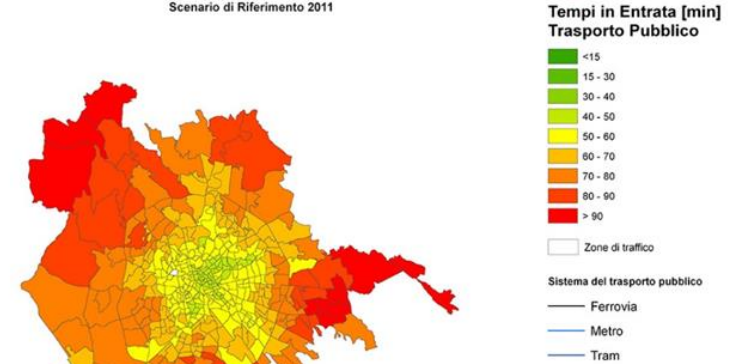 Scenario di Riferimento 2011
Tempi in Entrata [min]
Trasporto Pubblico
<15
15 - 30
30 - 40
40 - 50
50 - 60
60 - 70
70 - 80
80 - 90
> 90
Zone di traffico
Sistema del trasporto pubblico
Ferrovia
Metro
Tram